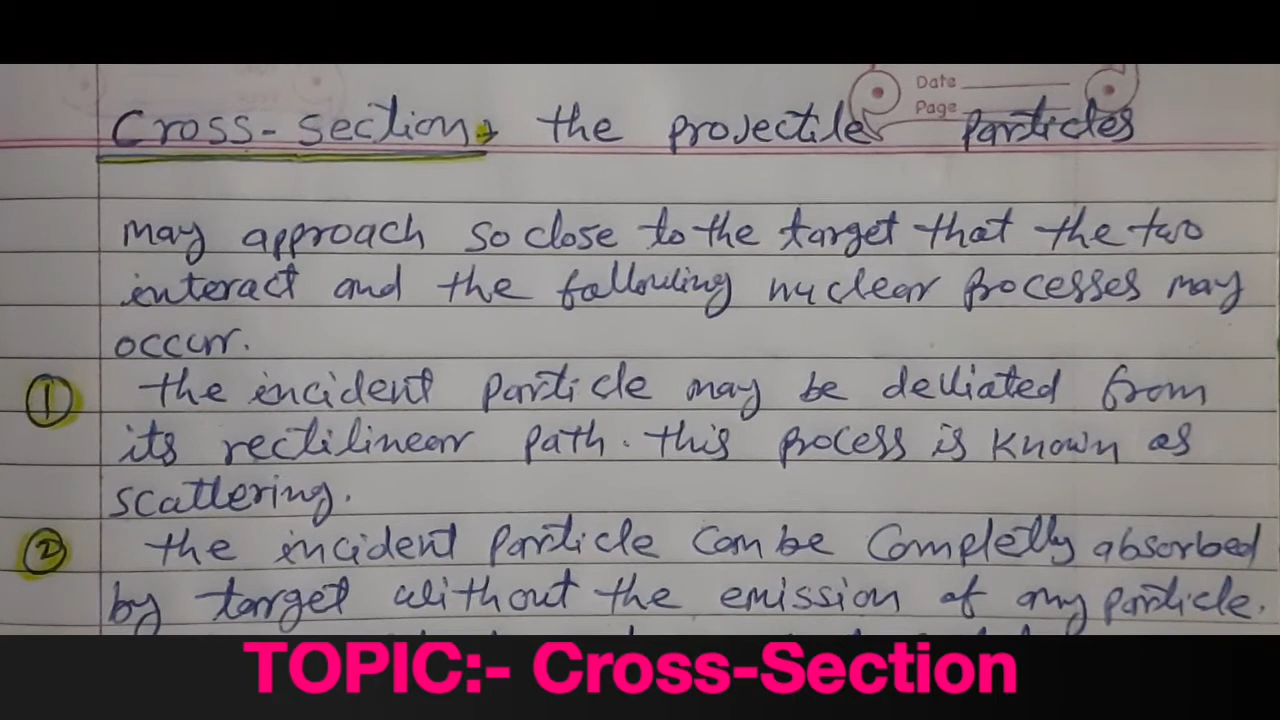 Date
Page
Cross-section→ the projectile particles
may approach so close to the target that the two
interact and the following nuclear processes may
occur.
① the incident particle may be deviated from
its rectilinear path. this process is known as
scattering.
② the incident particle can be completly absorbed
by target without the emission of any particle.
TOPIC:- Cross-Section